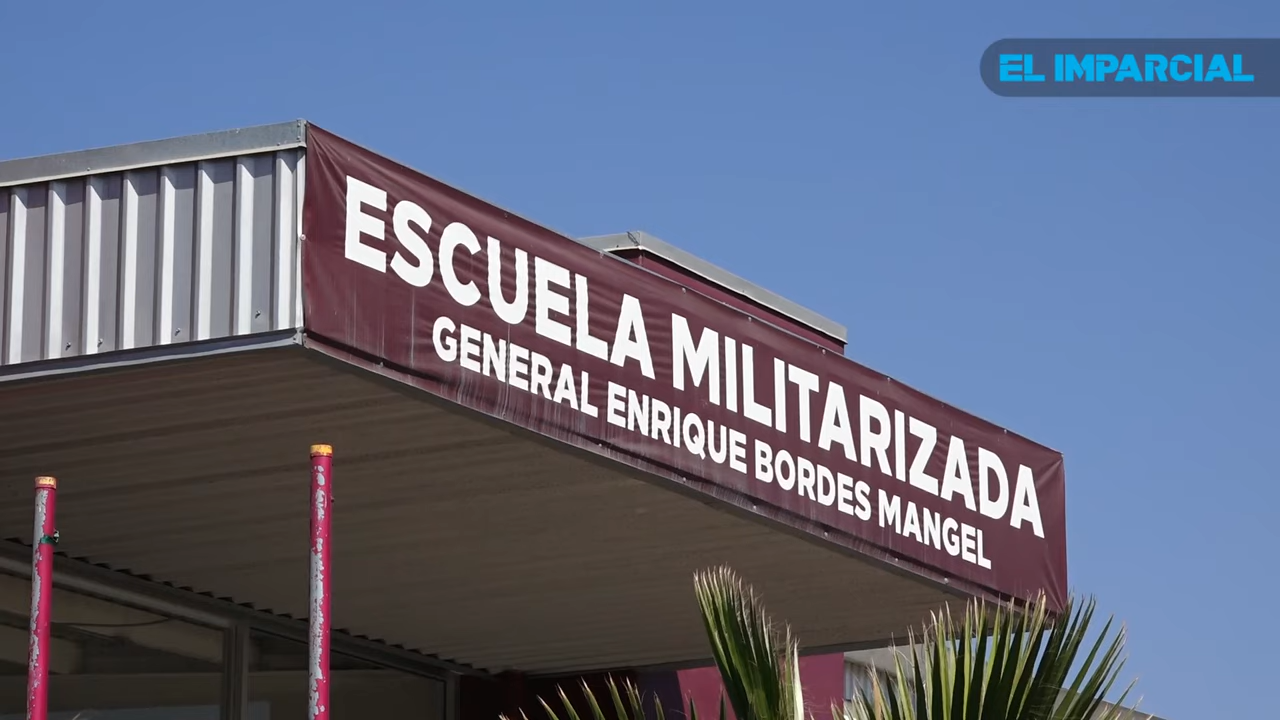 EL IMPARCIAL
ESCUELA MILITARIZADA
GENERAL ENRIQUE BORDES MANGEL